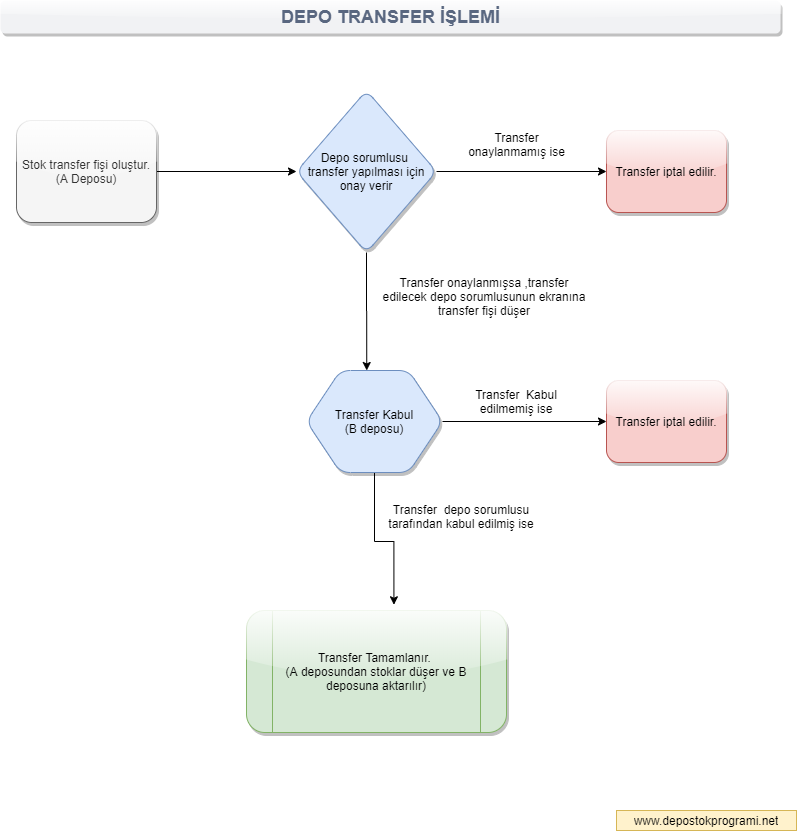 DEPO TRANSFER İŞLEMİ
Stok transfer fişi oluştur.
(A Deposu)
Depo sorumlusu
transfer yapılması için
onay verir
Transfer
onaylanmamış ise
Transfer iptal edilir.
Transfer onaylanmışsa ,transfer
edilecek depo sorumlusunun ekranına
transfer fişi düşer
Transfer Kabul
(B deposu)
Transfer Kabul
edilmemiş ise
Transfer iptal edilir.
Transfer depo sorumlusu
tarafından kabul edilmiş ise
Transfer Tamamlanır.
(A deposundan stoklar düşer ve B
deposuna aktarılır)
www.depostokprogrami.net